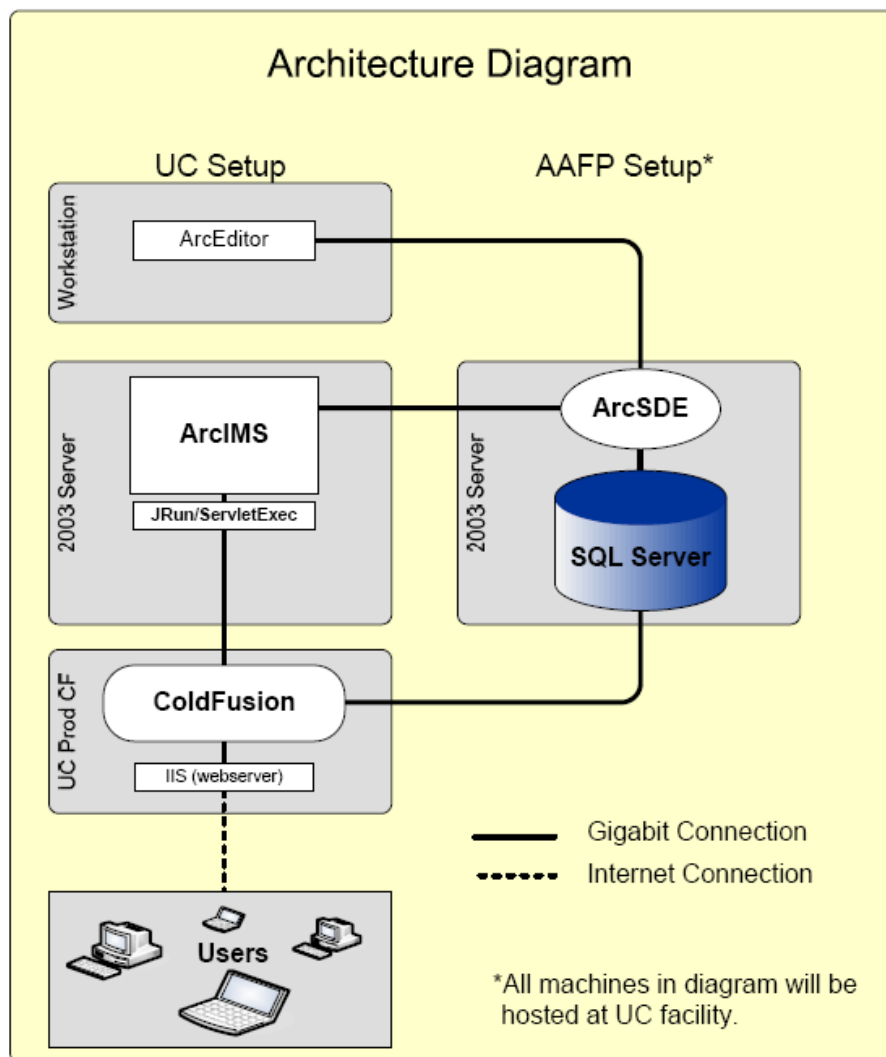 Architecture Diagram
UC Setup
AAFP Setup*
Workstation
ArcEditor
2003 Server
ArcIMS
JRun/ServletExec
2003 Server
ArcSDE
SQL Server
UC Prod CF
ColdFusion
IIS (webserver)
Gigabit Connection
Internet Connection
Users
*All machines in diagram will be
hosted at UC facility.